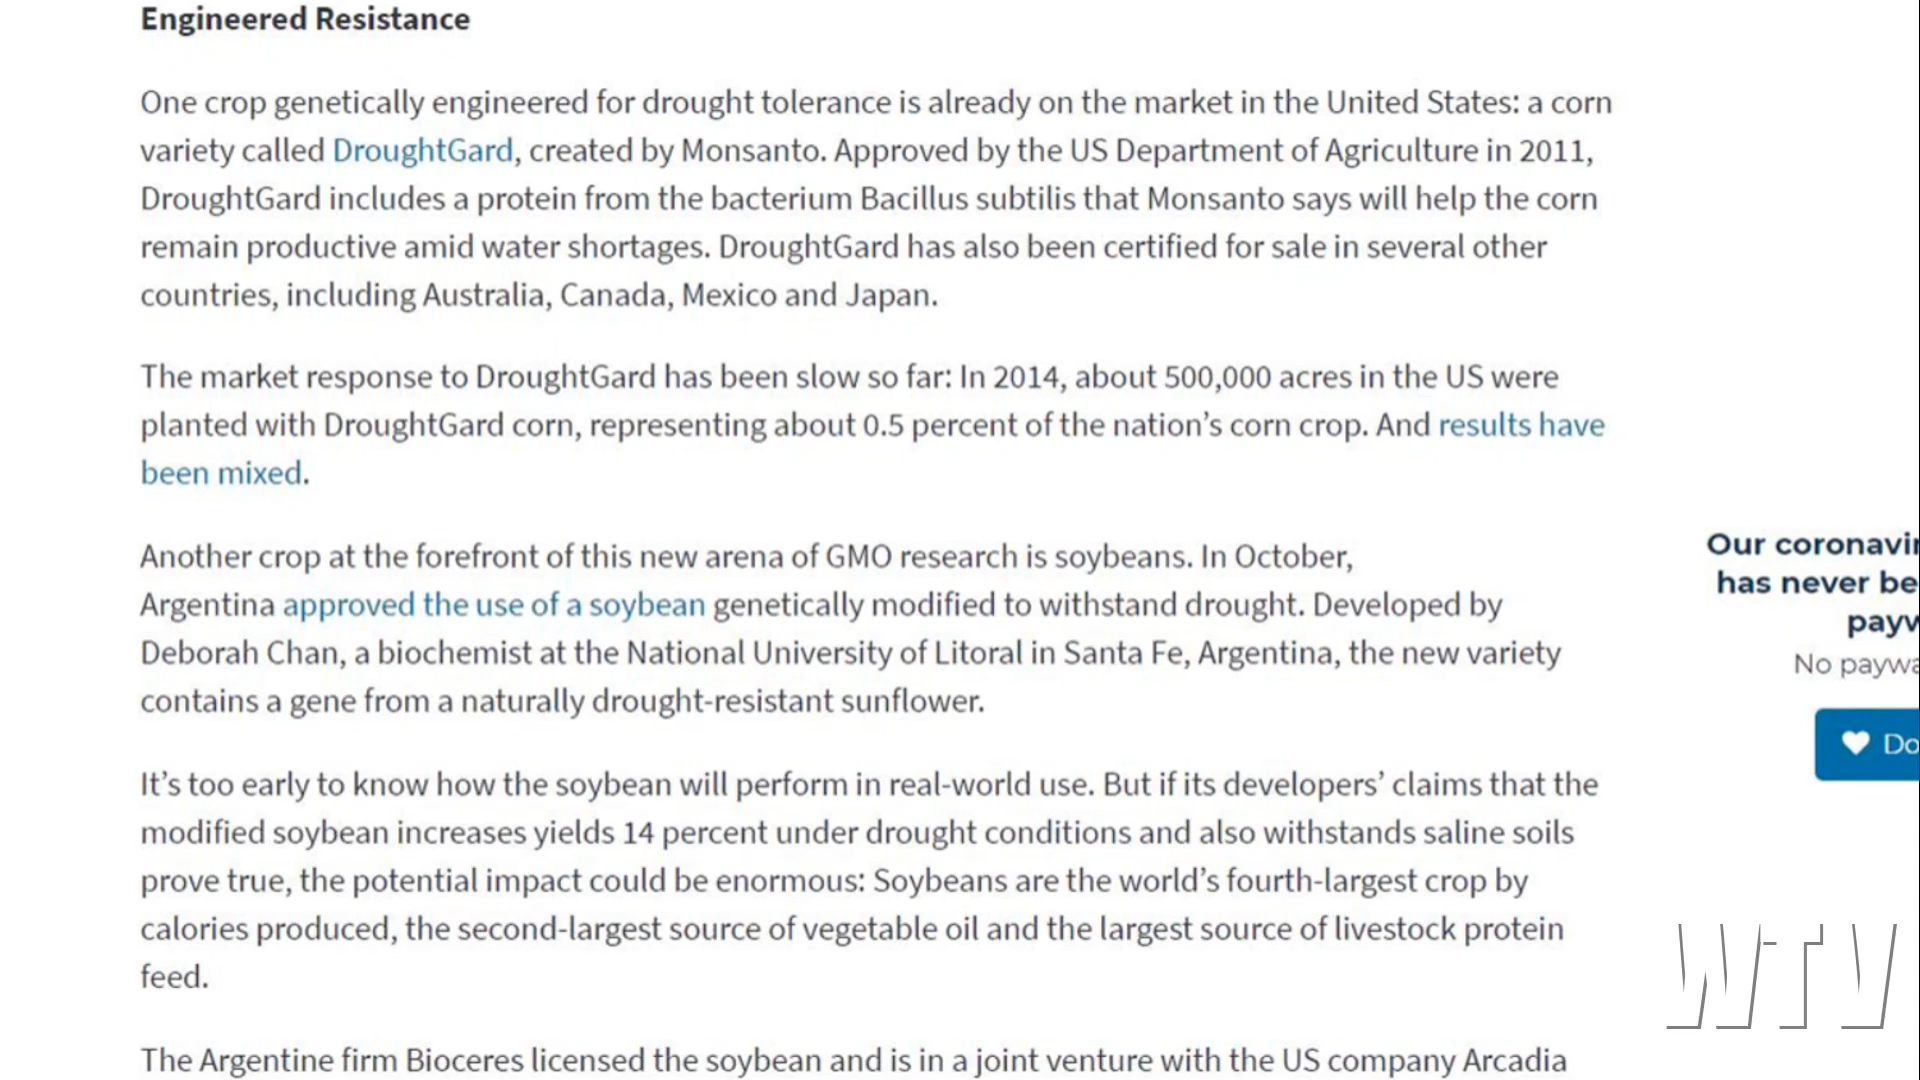 Engineered Resistance
One crop genetically engineered for drought tolerance is already on the market in the United States: a corn
variety called DroughtGard, created by Monsanto. Approved by the US Department of Agriculture in 2011,
DroughtGard includes a protein from the bacterium Bacillus subtilis that Monsanto says will help the corn
remain productive amid water shortages. DroughtGard has also been certified for sale in several other
countries, including Australia, Canada, Mexico and Japan.
The market response to DroughtGard has been slow so far: In 2014, about 500,000 acres in the US were
planted with DroughtGard corn, representing about 0.5 percent of the nation’s corn crop. And results have
been mixed.
Another crop at the forefront of this new arena of GMO research is soybeans. In October,
Argentina approved the use of a soybean genetically modified to withstand drought. Developed by
Deborah Chan, a biochemist at the National University of Litoral in Santa Fe, Argentina, the new variety
contains a gene from a naturally drought-resistant sunflower.
It’s too early to know how the soybean will perform in real-world use. But if its developers’ claims that the
modified soybean increases yields 14 percent under drought conditions and also withstands saline soils
prove true, the potential impact could be enormous: Soybeans are the world’s fourth-largest crop by
calories produced, the second-largest source of vegetable oil and the largest source of livestock protein
feed.
The Argentine firm Bioceres licensed the soybean and is in a joint venture with the US company Arcadia
Our coronavir
has never be
payw
No paywa
Do
WTV